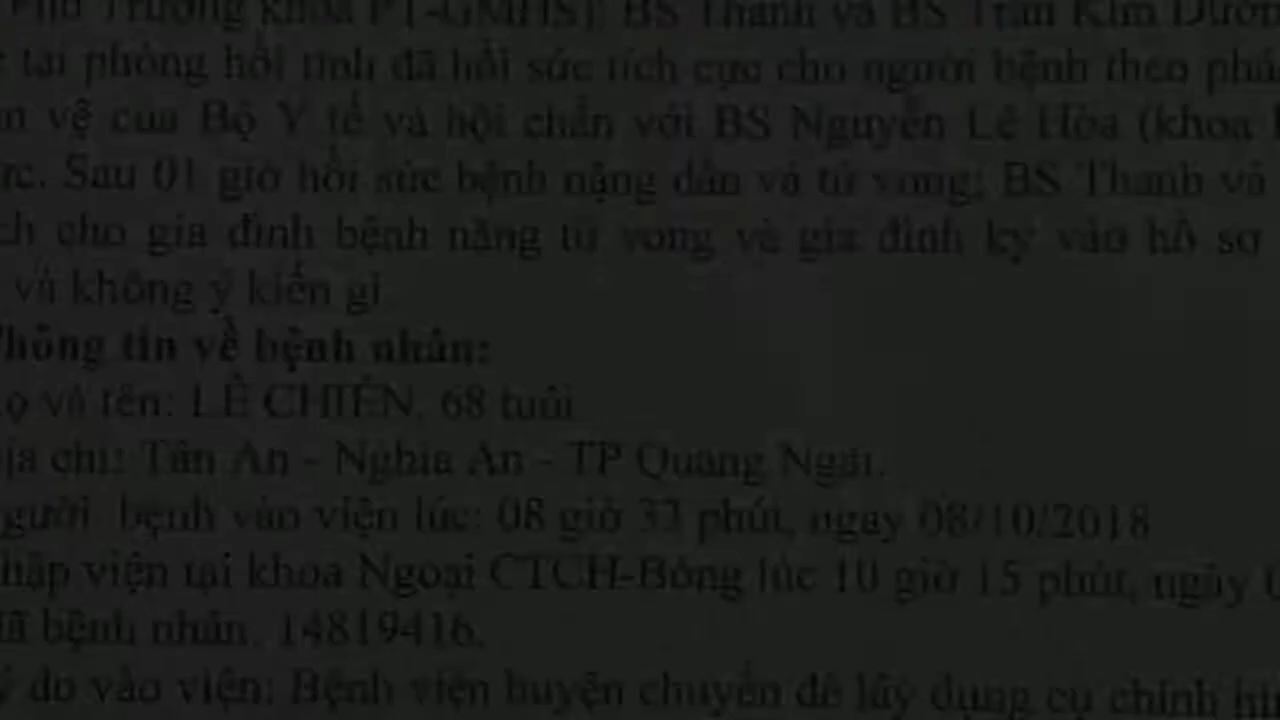 Trưởng khoa PT-GMHS), BS Thanh và BS Trần Kim Dươn
tại phòng hồi tỉnh đã hồi sức tích cực cho người bệnh theo phá
n vệ của Bộ Y tế và hội chẩn với BS Nguyễn Lê Hòa (khoa
ực. Sau 01 giờ hồi sức bệnh nặng dần và tử vong; BS Thanh và
ch cho gia đình bệnh nặng tử vong và gia đình ký vào hồ sơ
và không ý kiến gì
Thông tin về bệnh nhân:
ọ và tên: LÊ CHIẾN, 68 tuổi
ịa chỉ: Tân An - Nghĩa An - TP Quảng Ngãi.
gười bệnh vào viện lúc: 08 giờ 33 phút, ngày 08/10/2018
hập viện tại khoa Ngoại CTCH-Bỏng lúc 10 giờ 15 phút, ngày 0
ã bệnh nhân. 14819416.
ý do vào viện: Bệnh viện huyện chuyển để lấy dụng cụ chỉnh hìn